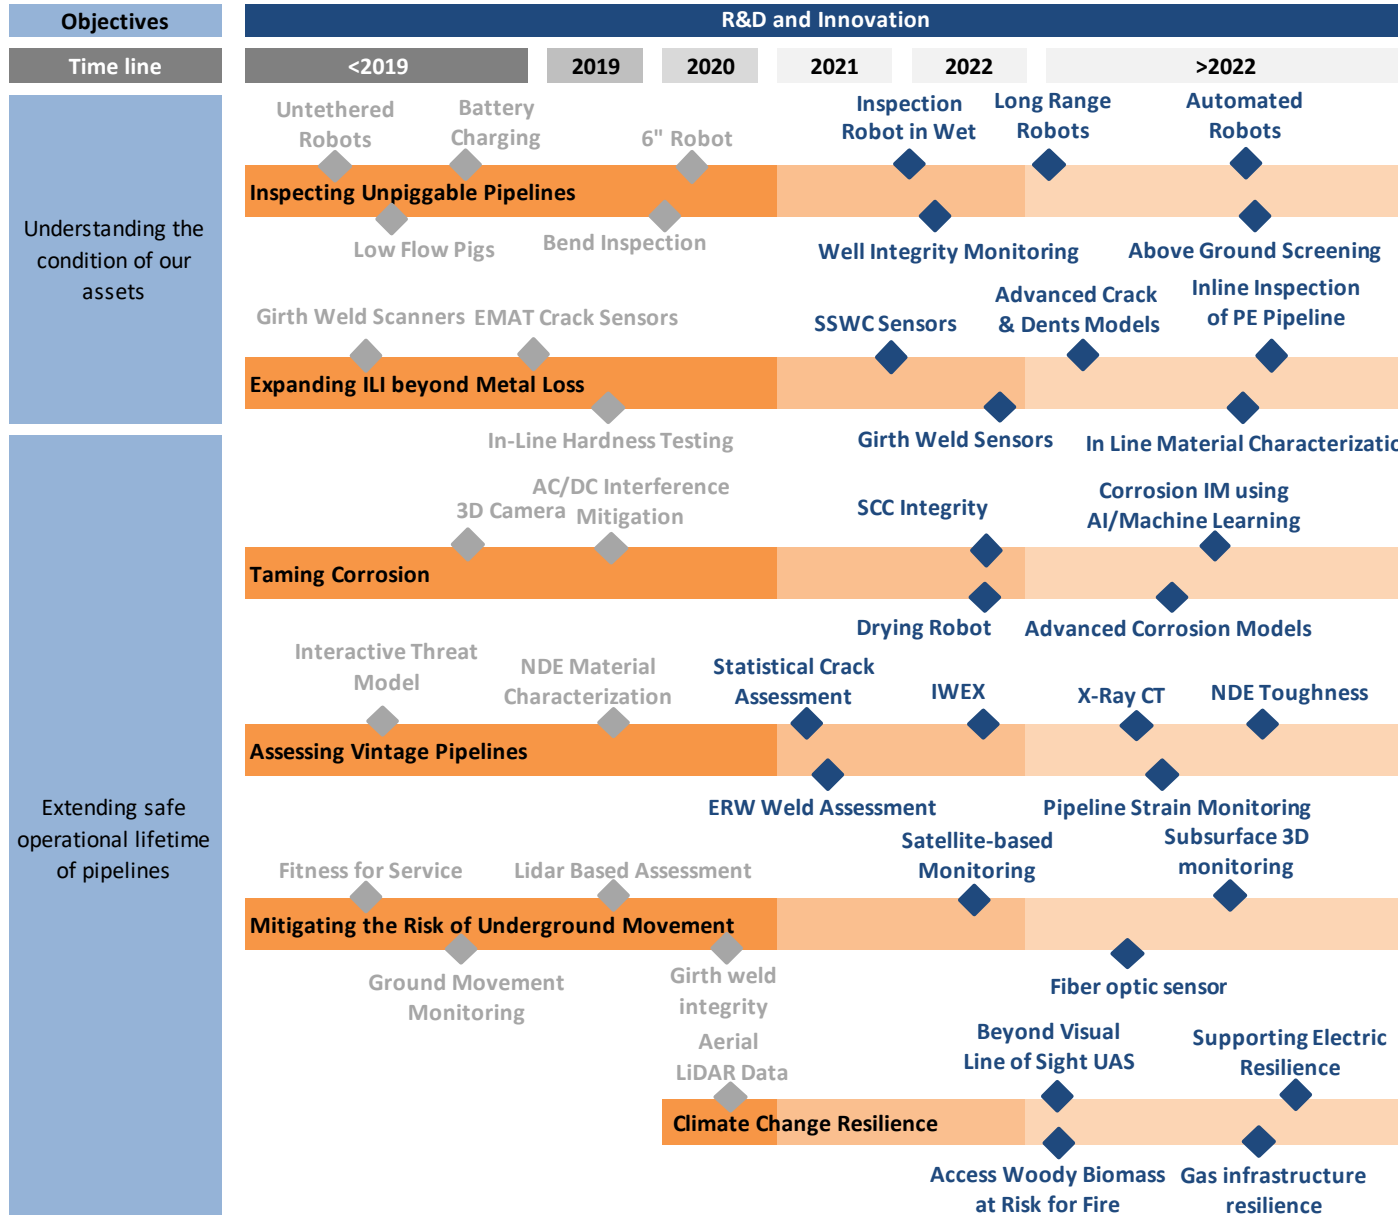 Objectives
R&D and Innovation
Time line
<2019
2019
2020
2021
2022
>2022
Understanding the
condition of our
assets
Untethered
Robots
Battery
Charging
6" Robot
Inspection
Robot in Wet
Long Range
Robots
Automated
Robots
Inspecting Unpiggable Pipelines
Low Flow Pigs
Bend Inspection
Well Integrity Monitoring
Above Ground Screening
Girth Weld Scanners
EMAT Crack Sensors
SSWC Sensors
Advanced Crack
& Dents Models
Inline Inspection
of PE Pipeline
Expanding ILI beyond Metal Loss
In-Line Hardness Testing
Girth Weld Sensors
In Line Material Characterizatio
Extending safe
operational lifetime
of pipelines
3D Camera
AC/DC Interference
Mitigation
SCC Integrity
Corrosion IM using
AI/Machine Learning
Taming Corrosion
Drying Robot
Advanced Corrosion Models
Interactive Threat
Model
NDE Material
Characterization
Statistical Crack
Assessment
IWEX
X-Ray CT
NDE Toughness
Assessing Vintage Pipelines
ERW Weld Assessment
Pipeline Strain Monitoring
Fitness for Service
Lidar Based Assessment
Satellite-based
Monitoring
Subsurface 3D
monitoring
Mitigating the Risk of Underground Movement
Ground Movement
Monitoring
Girth weld
integrity
Fiber optic sensor
Aerial
LiDAR Data
Beyond Visual
Line of Sight UAS
Supporting Electric
Resilience
Climate Change Resilience
Access Woody Biomass
at Risk for Fire
Gas infrastructure
resilience